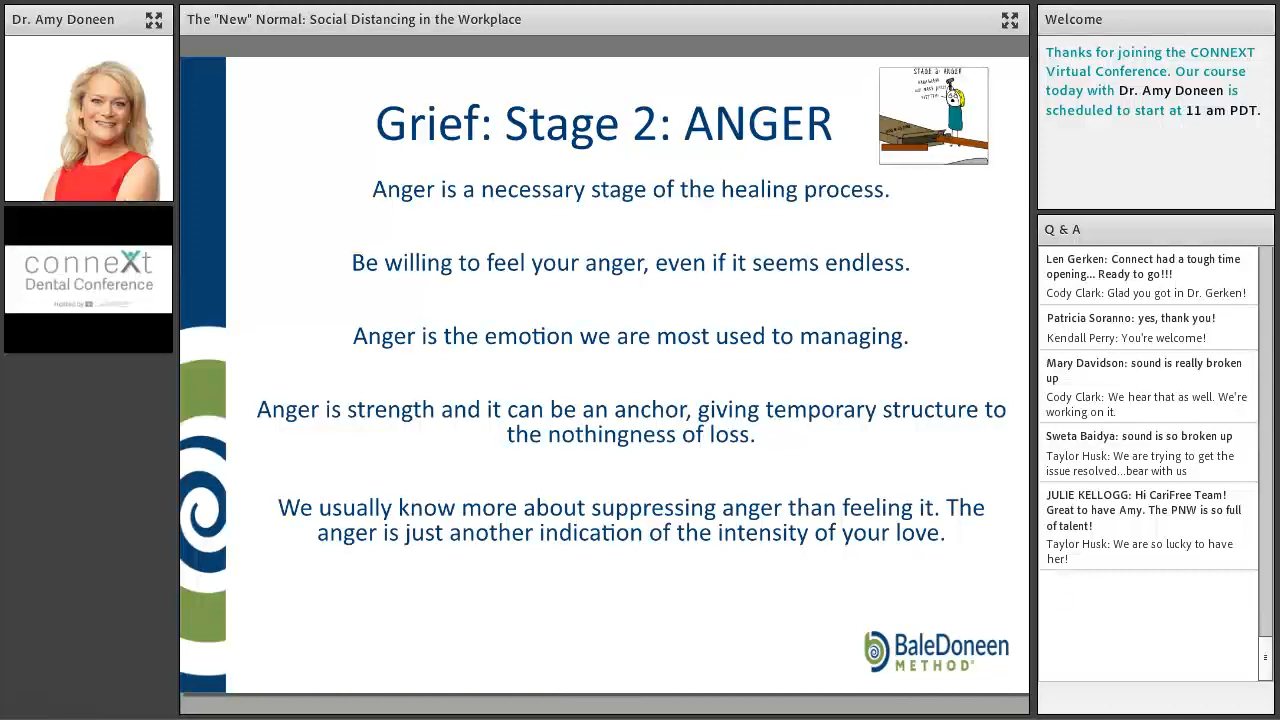 Dr. Amy Doneen
The "New" Normal: Social Distancing in the Workplace
Welcome
Thanks for joining the CONNEXT
Virtual Conference. Our course
today with Dr. Amy Doneen is
scheduled to start at 11 am PDT.
STAGE 2: ANGER
Grief: Stage 2: ANGER
Anger is a necessary stage of the healing process.
Be willing to feel your anger, even if it seems endless.
Anger is the emotion we are most used to managing.
Anger is strength and it can be an anchor, giving temporary structure to
the nothingness of loss.
We usually know more about suppressing anger than feeling it. The
anger is just another indication of the intensity of your love.
BaleDoneen
METHOD®
conneXt
Dental Conference
Hosted by
Q & A
Len Gerken: Connect had a tough time
opening... Ready to go!!!
Cody Clark: Glad you got in Dr. Gerken!
Patricia Soranno: yes, thank you!
Kendall Perry: You're welcome!
Mary Davidson: sound is really broken
up
Cody Clark: We hear that as well. We're
working on it.
Sweta Baidya: sound is so broken up
Taylor Husk: We are trying to get the
issue resolved...bear with us
JULIE KELLOGG: Hi CariFree Team!
Great to have Amy. The PNW is so full
of talent!
Taylor Husk: We are so lucky to have
her!